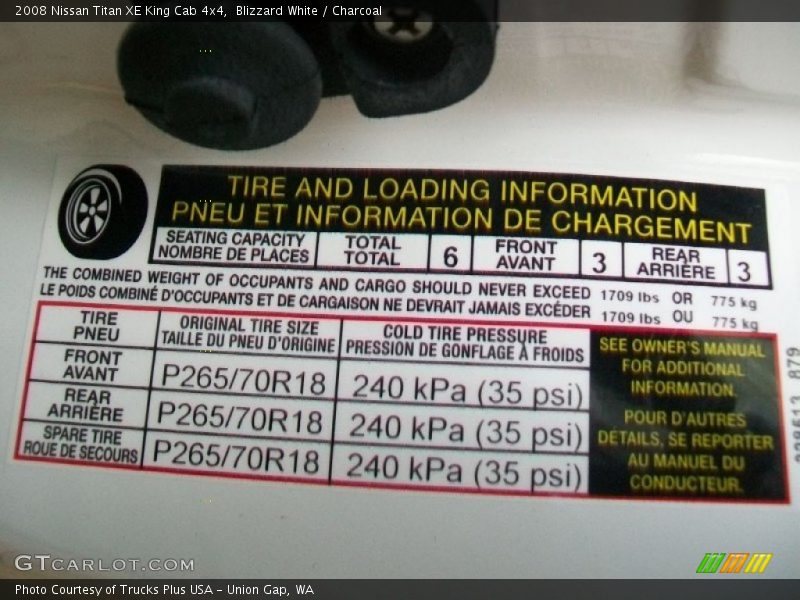 2008 Nissan Titan XE King Cab 4x4,  Blizzard White / Charcoal
TIRE AND LOADING INFORMATION
PNEU ET INFORMATION DE CHARGEMENT
SEATING CAPACITY
NOMBRE DE PLACES
TOTAL
TOTAL
6
FRONT
AVANT
3
REAR
ARRIÈRE
3
THE COMBINED WEIGHT OF OCCUPANTS AND CARGO SHOULD NEVER EXCEED 1709 lbs OR 775 kg
LE POIDS COMBINÉ D'OCCUPANTS ET DE CARGAISON NE DEVRAIT JAMAIS EXCÉDER 1709 lbs OU 775 kg
TIRE
PNEU
ORIGINAL TIRE SIZE
TAILLE DU PNEU D'ORIGINE
COLD TIRE PRESSURE
PRESSION DE GONFLAGE À FROIDS
FRONT
AVANT
P265/70R18
240 kPa (35 psi)
REAR
ARRIÈRE
P265/70R18
240 kPa (35 psi)
SPARE TIRE
ROUE DE SECOURS
P265/70R18
240 kPa (35 psi)
SEE OWNER'S MANUAL
FOR ADDITIONAL
INFORMATION.
POUR D'AUTRES
DÉTAILS, SE REPORTER
AU MANUEL DU
CONDUCTEUR.
879
GTCARLOT.COM
Photo Courtesy of Trucks Plus USA - Union Gap, WA